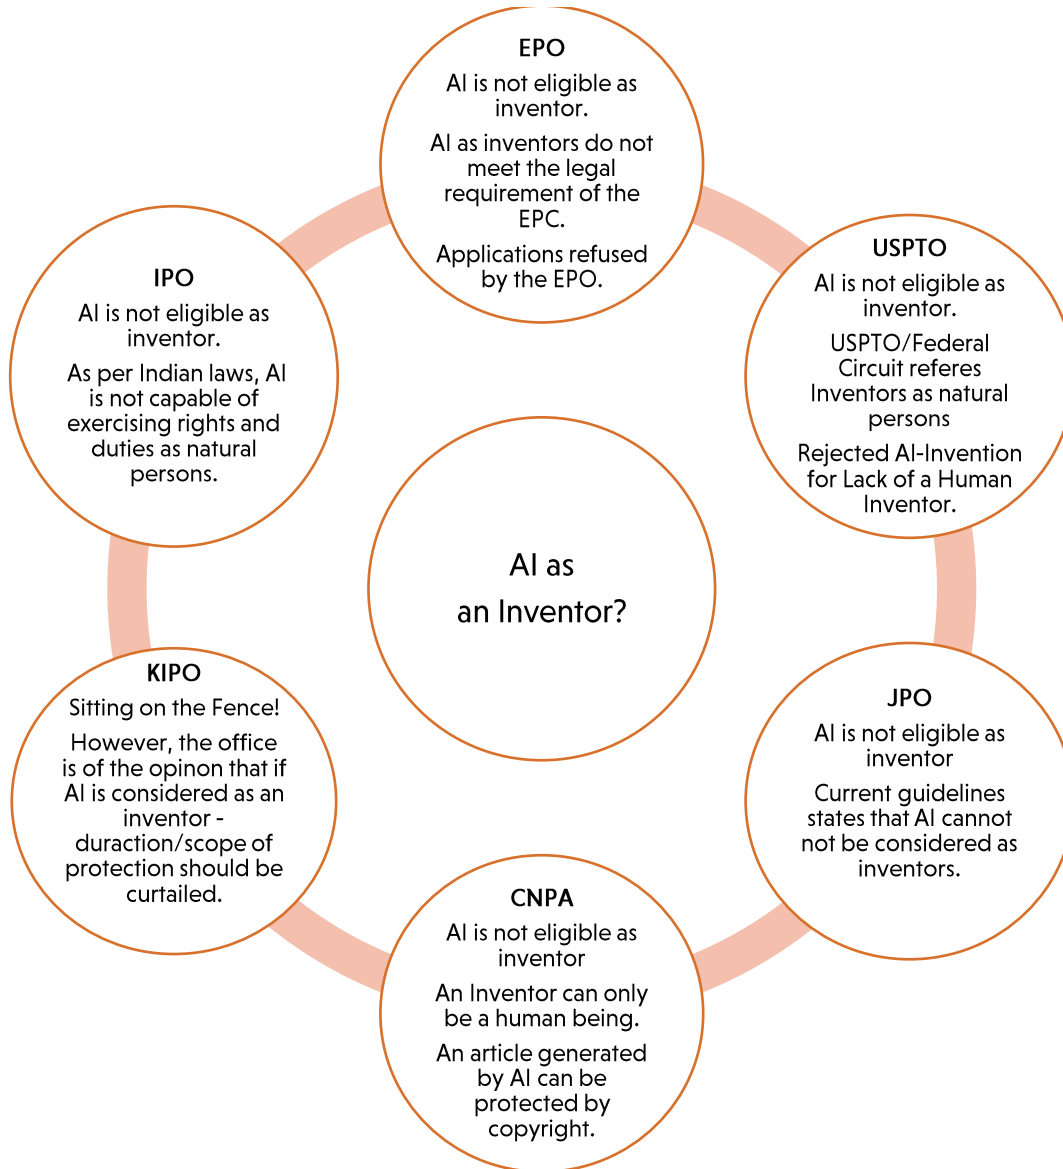 EPO
AI is not eligible as
inventor.
AI as inventors do not
meet the legal
requirement of the
EPC.
Applications refused
by the EPO.
USPTO
AI is not eligible as
inventor.
USPTO/Federal
Circuit referes
Inventors as natural
persons
Rejected AI-Invention
for Lack of a Human
Inventor.
IPO
AI is not eligible as
inventor.
As per Indian laws, AI
is not capable of
exercising rights and
duties as natural
persons.
AI as
an Inventor?
KIPO
Sitting on the Fence!
However, the office
is of the opinon that if
AI is considered as an
inventor -
duraction/scope of
protection should be
curtailed.
JPO
AI is not eligible as
inventor
Current guidelines
states that AI cannot
not be considered as
inventors.
CNPA
AI is not eligible as
inventor
An Inventor can only
be a human being.
An article generated
by AI can be
protected by
copyright.